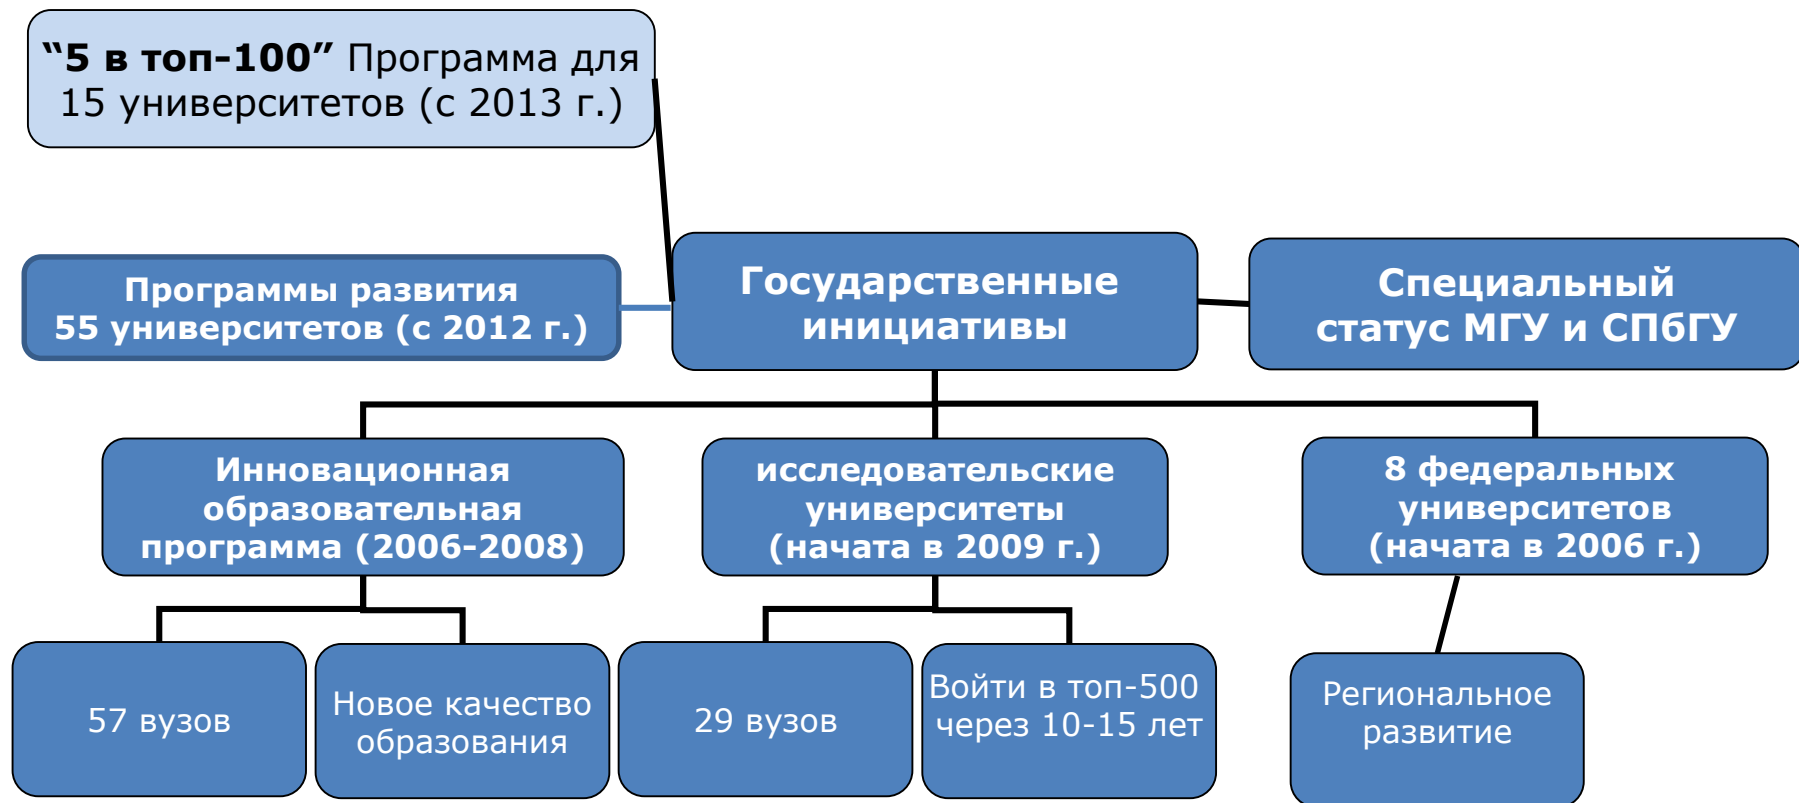 “5 в топ-100” Программа для
15 университетов (с 2013 г.)
Программы развития
55 университетов (с 2012 г.)
Государственные
инициативы
Специальный
статус МГУ и СПбГУ
Инновационная
образовательная
программа (2006-2008)
исследовательские
университеты
(начата в 2009 г.)
8 федеральных
университетов
(начата в 2006 г.)
57 вузов
Новое качество
образования
29 вузов
Войти в топ-500
через 10-15 лет
Региональное
развитие